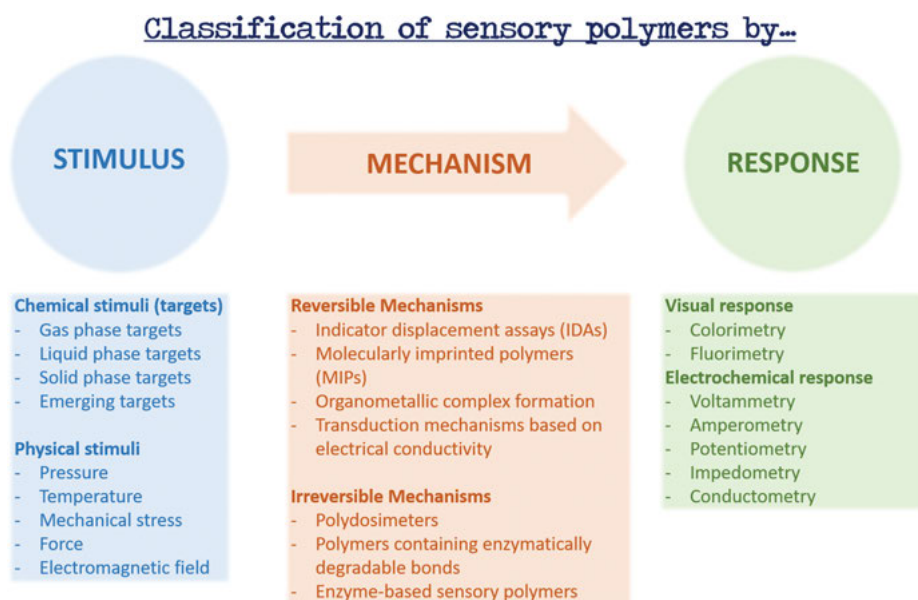 Classification of sensory polymers by…
STIMULUS
MECHANISM
RESPONSE
Chemical stimuli (targets)
- Gas phase targets
- Liquid phase targets
- Solid phase targets
- Emerging targets
Physical stimuli
- Pressure
- Temperature
- Mechanical stress
- Force
- Electromagnetic field
Reversible Mechanisms
- Indicator displacement assays (IDAs)
- Molecularly imprinted polymers
(MIPs)
- Organometallic complex formation
- Transduction mechanisms based on
electrical conductivity
Irreversible Mechanisms
- Polydosimeters
- Polymers containing enzymatically
degradable bonds
- Enzyme-based sensory polymers
Visual response
- Colorimetry
- Fluorimetry
Electrochemical response
- Voltammetry
- Amperometry
- Potentiometry
- Impedometry
- Conductometry